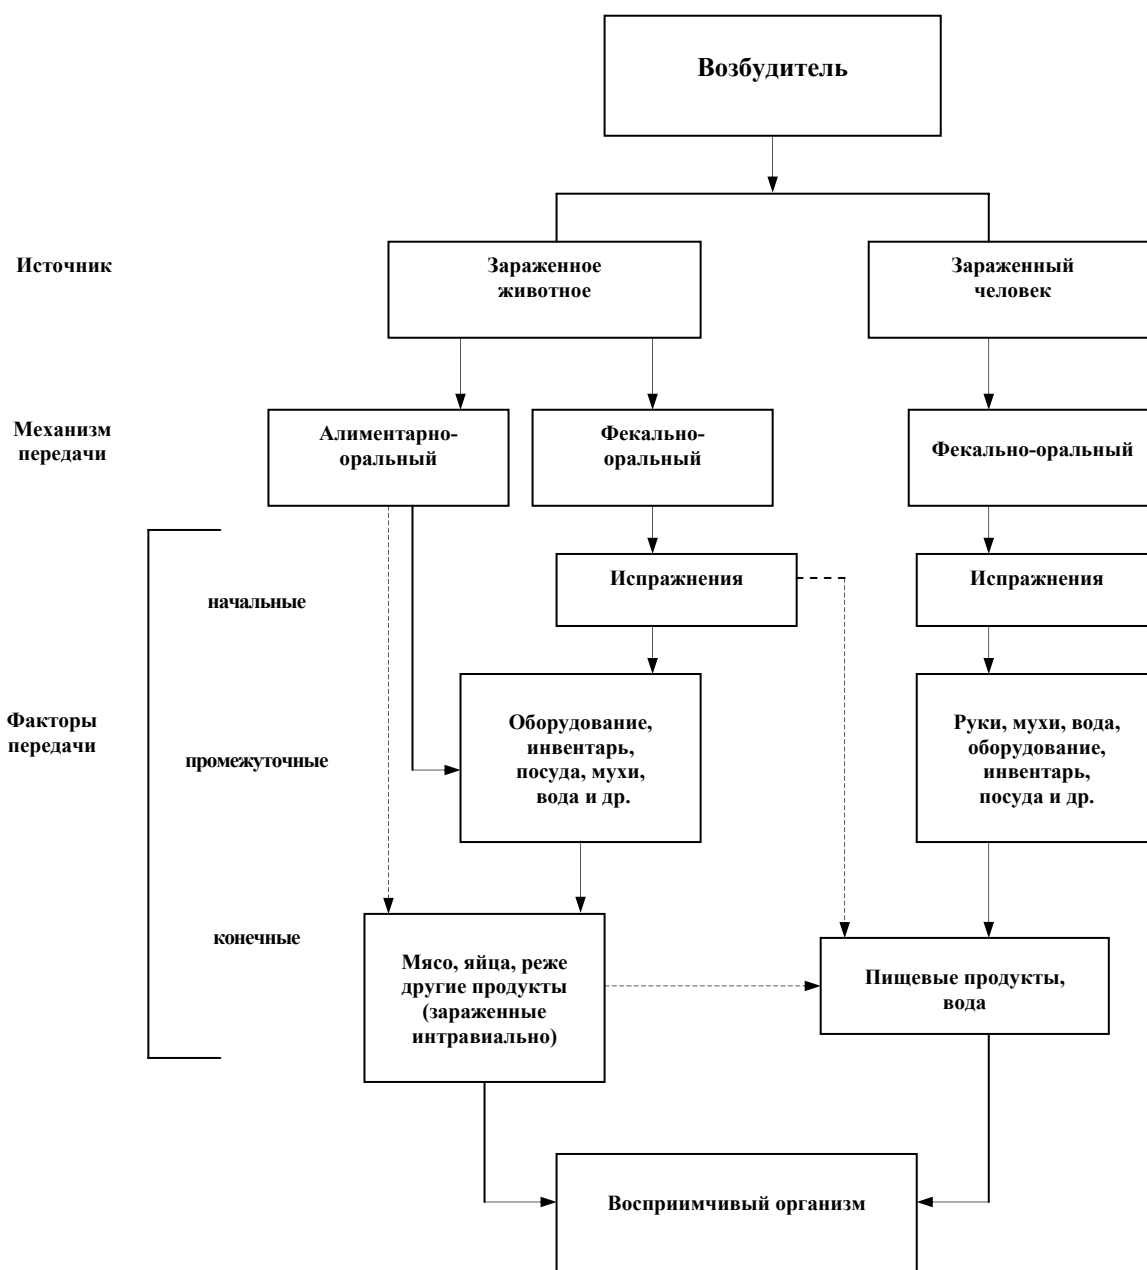 Возбудитель
Источник
Зараженное
животное
Зараженный
человек
Механизм
передачи
Алиментарно-
оральный
Фекально-
оральный
Фекально-оральный
Факторы
передачи
начальные
Испражнения
Испражнения
промежуточные
Оборудование,
инвентарь,
посуда, мухи,
вода и др.
Руки, мухи, вода,
оборудование,
инвентарь,
посуда и др.
конечные
Мясо, яйца, реже
другие продукты
(зараженные
интравиально)
Пищевые продукты,
вода
Восприимчивый организм